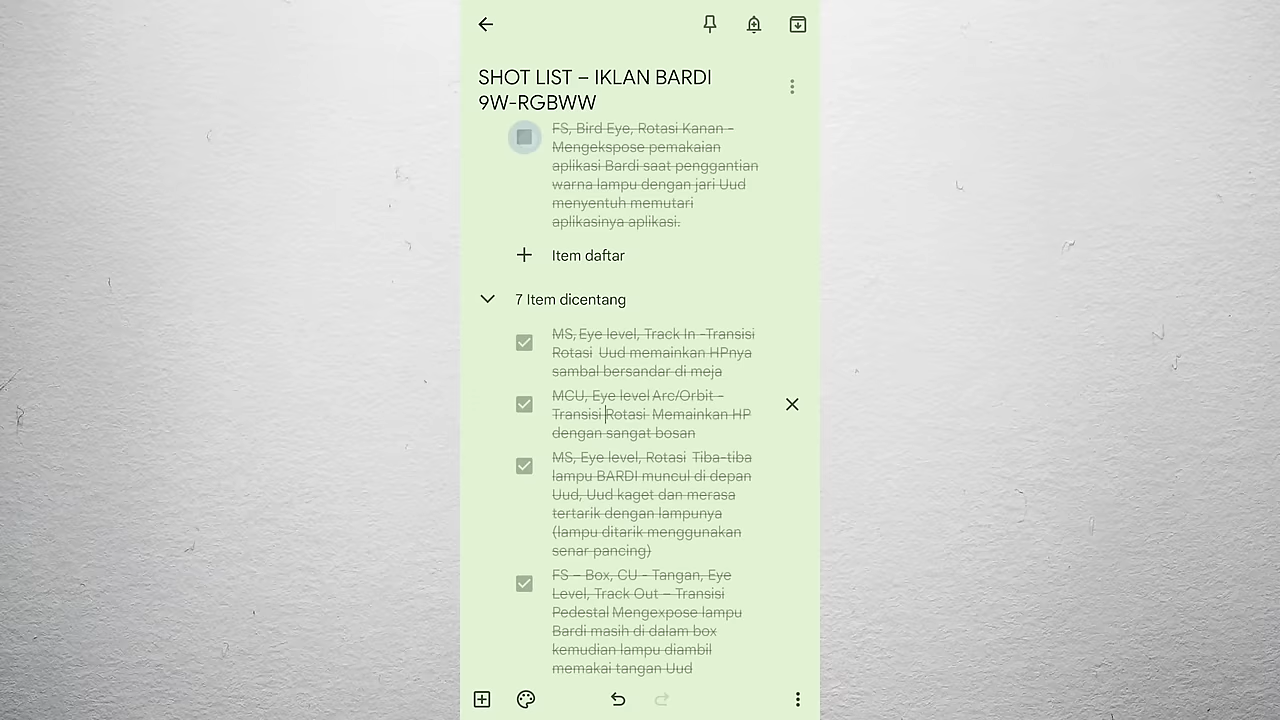 SHOT LIST – IKLAN BARDI
9W-RGBWW
FS, Bird Eye, Rotasi Kanan -
Mengekspose pemakaian
aplikasi Bardi saat penggantian
warna lampu dengan jari Uud
menyentuh memutari
aplikasinya aplikasi.
Item daftar
7 Item dicentang
MS, Eye level, Track In -Transisi
Rotasi Uud memainkan HPnya
sambal bersandar di meja
MCU, Eye level Arc/Orbit -
Transisi Rotasi Memainkan HP
dengan sangat bosan
MS, Eye level, Rotasi Tiba-tiba
lampu BARDI muncul di depan
Uud, Uud kaget dan merasa
tertarik dengan lampunya
(lampu ditarik menggunakan
senar pancing)
FS – Box, CU - Tangan, Eye
Level, Track Out – Transisi
Pedestal Mengexpose lampu
Bardi masih di dalam box
kemudian lampu diambil
memakai tangan Uud